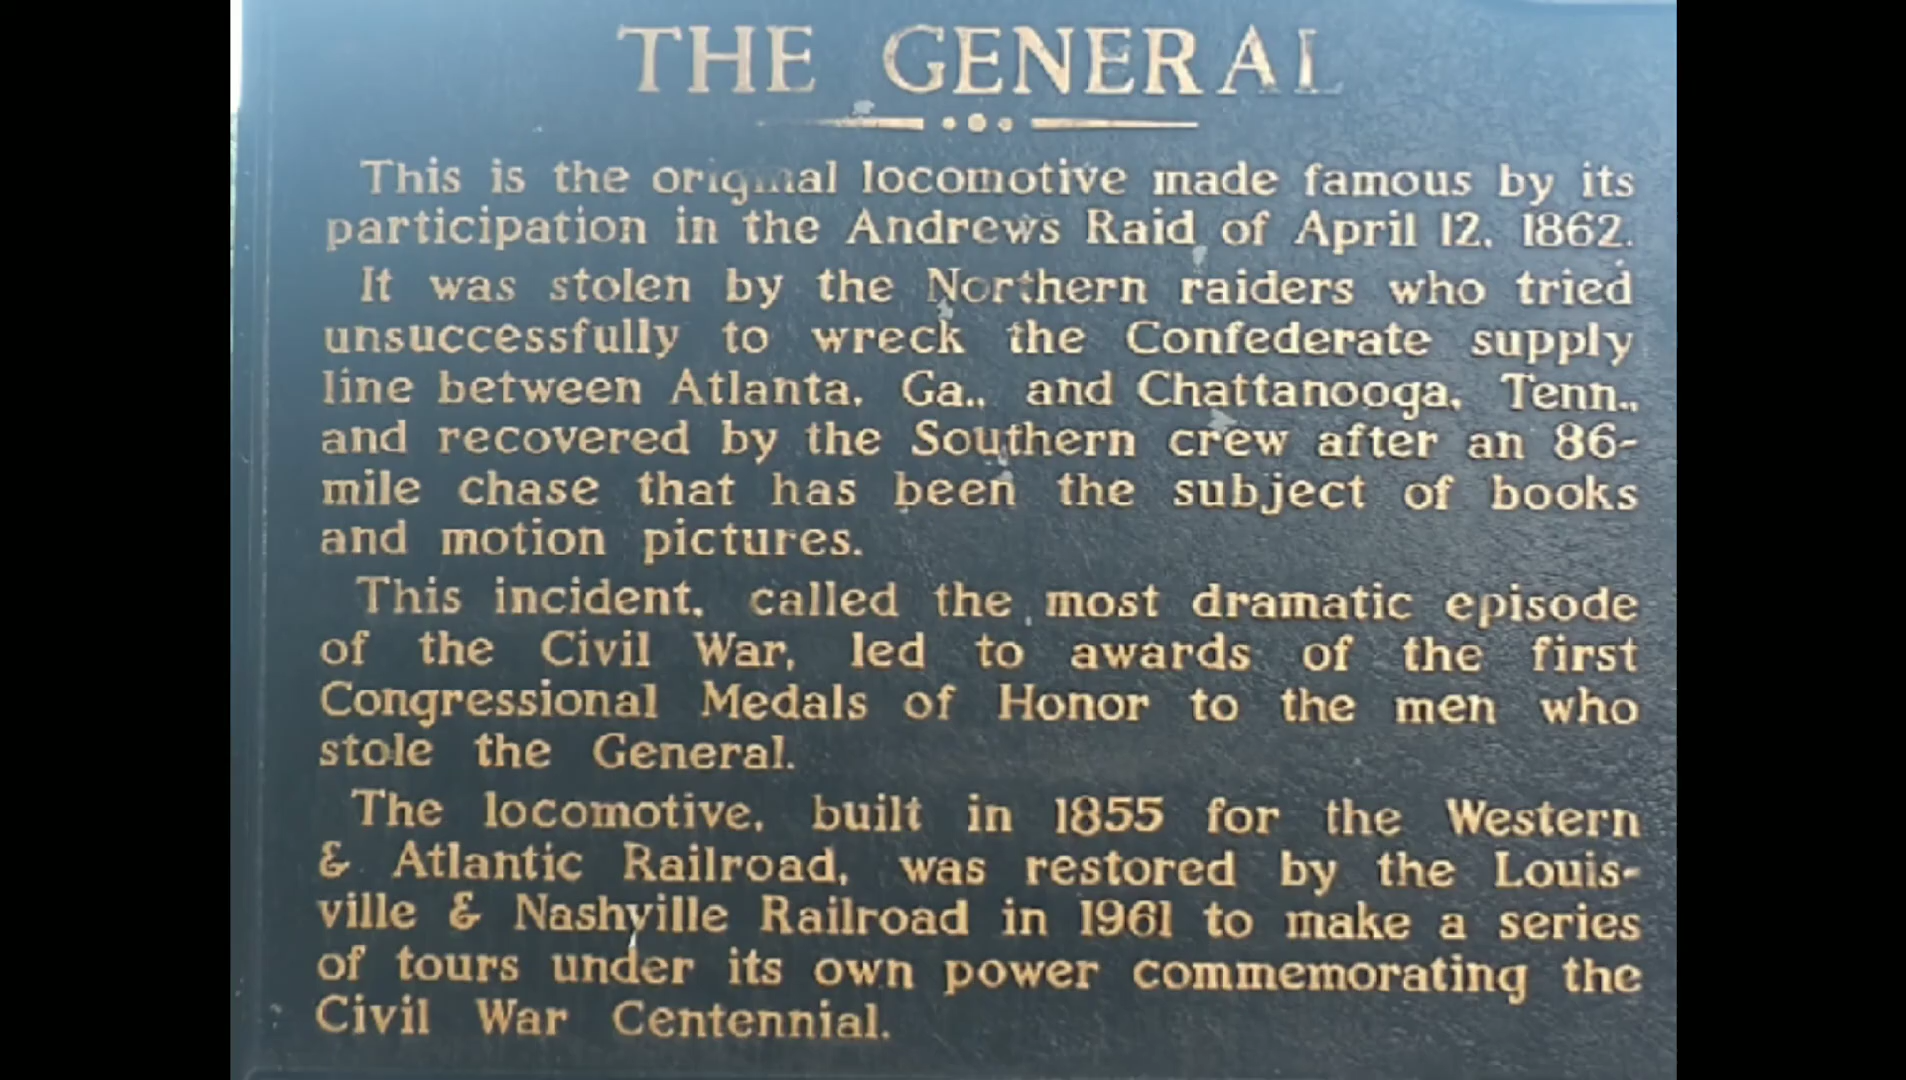 THE GENERAL
This is the original locomotive made famous by its
participation in the Andrews Raid of April 12, 1862.
It was stolen by the Northern raiders who tried
unsuccessfully to wreck the Confederate supply
line between Atlanta, Ga., and Chattanooga, Tenn.,
and recovered by the Southern crew after an 86-
mile chase that has been the subject of books
and motion pictures.
This incident, called the most dramatic episode
of the Civil War, led to awards of the first
Congressional Medals of Honor to the men who
stole the General.
The locomotive, built in 1855 for the Western
& Atlantic Railroad, was restored by the Louis-
ville & Nashville Railroad in 1961 to make a series
of tours under its own power commemorating the
Civil War Centennial.